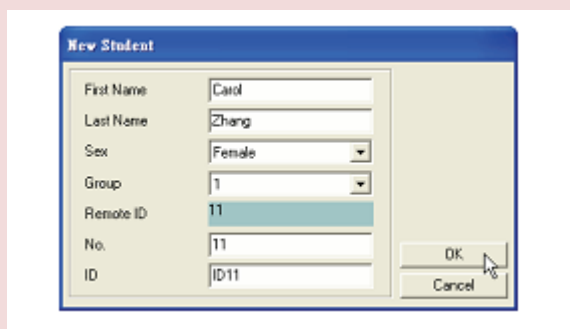 New Student
First Name Carol
Last Name Zhang
Sex Female
Group 1
Remote ID 11
No. 11
ID ID11
OK
Cancel